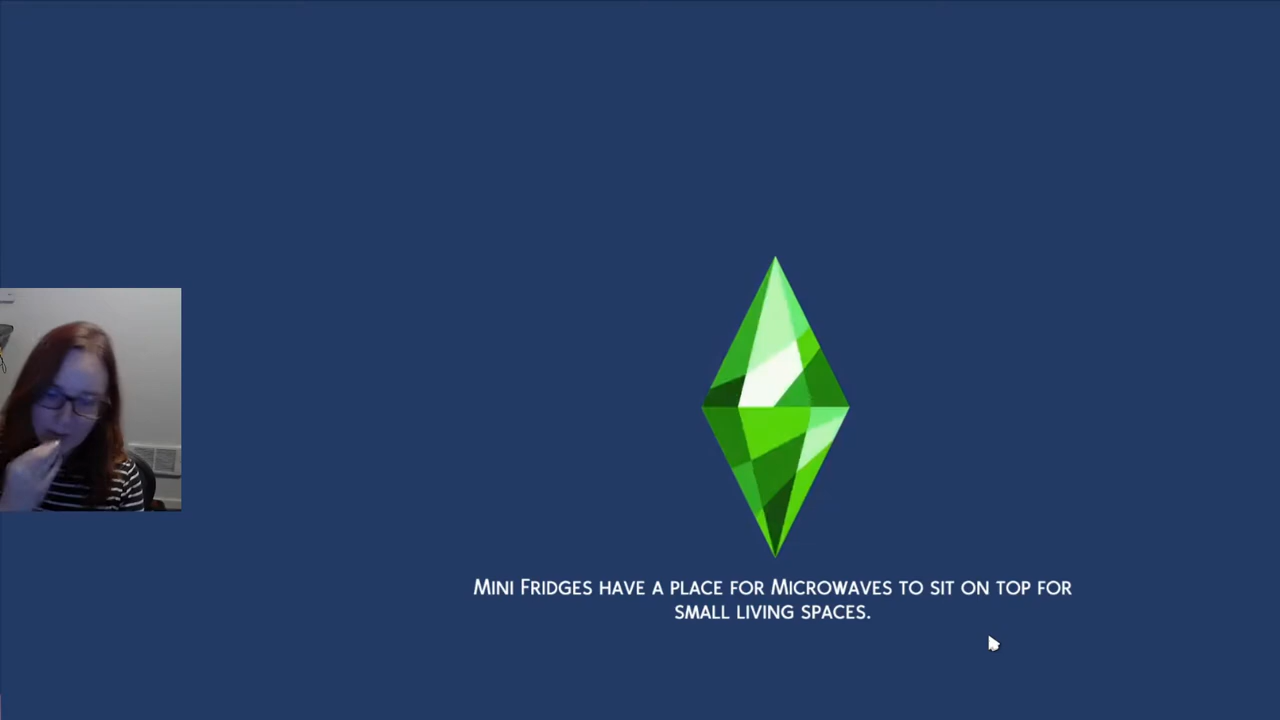 Mini Fridges have a place for Microwaves to sit on top for
small living spaces.